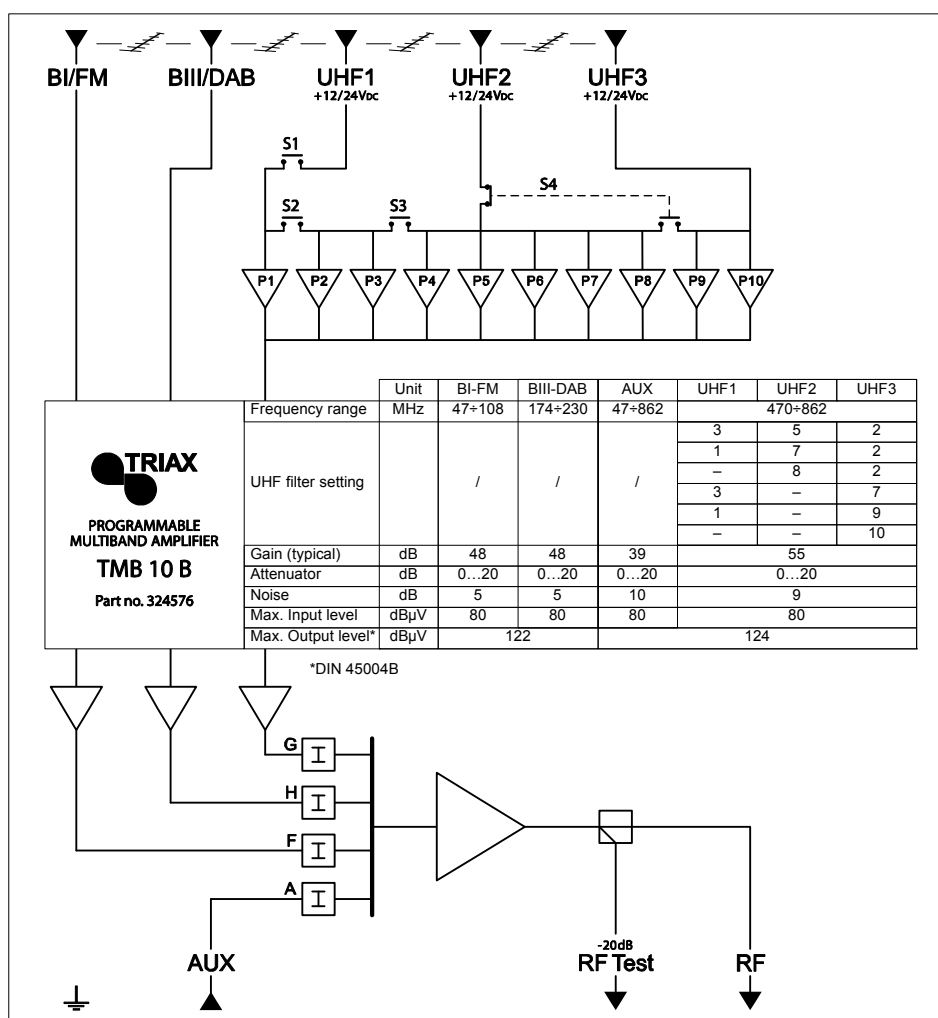 BI/FM BIII/DAB UHF1 UHF2 UHF3
+12/24VDC +12/24VDC +12/24VDC
S1
S4
S2 S3
P1 P2 P3 P4 P5 P6 P7 P8 P9 P10
Unit BI-FM BIII-DAB AUX UHF1 UHF2 UHF3
Frequency range MHz 47÷108 174÷230 47÷862 470÷862
UHF filter setting / / /
3 5 2
1 7 2
– 8 2
3 – 7
1 – 9
– – 10
Gain (typical) dB 48 48 39 55
Attenuator dB 0…20 0…20 0…20 0…20
Noise dB 5 5 10 9
Max. Input level dBµV 80 80 80 80
Max. Output level* dBµV 122 124
TRIAX
PROGRAMMABLE
MULTIBAND AMPLIFIER
TMB 10 B
Part no. 324576
*DIN 45004B
G I
H I
F I
A I
AUX
-20dB
RF Test
RF